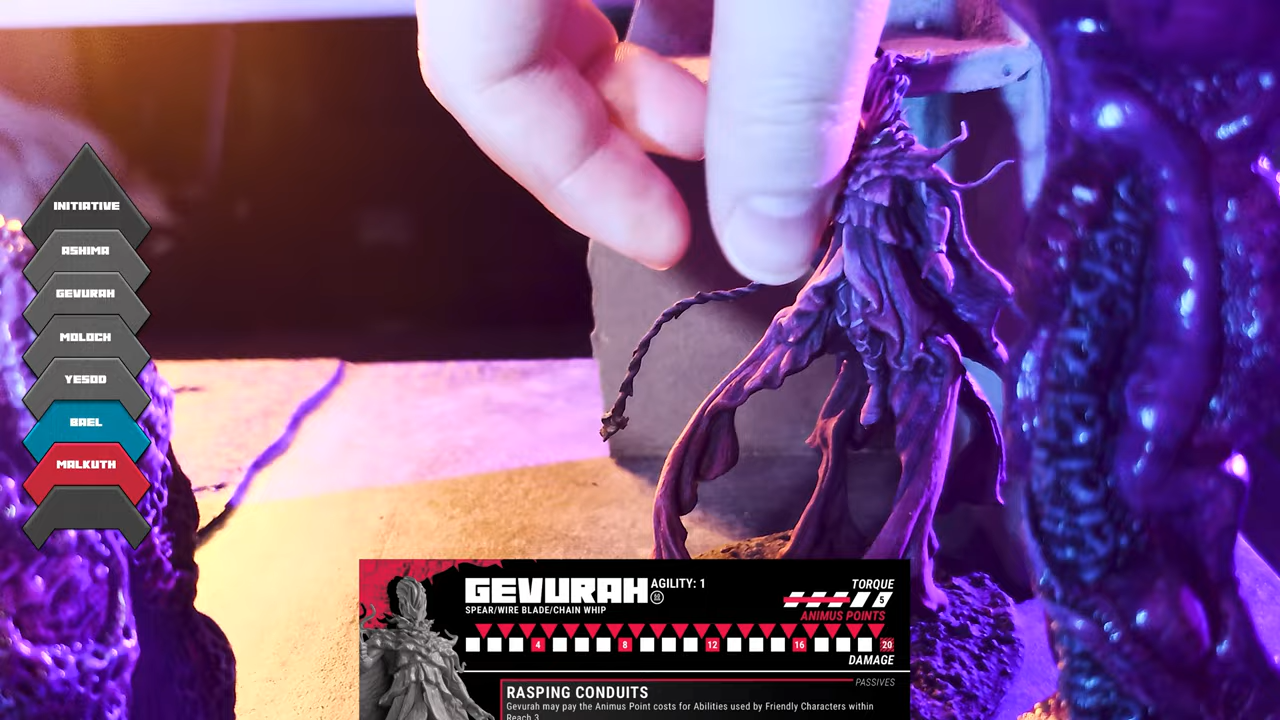 INITIATIVE
ASHIMA
GEVURAH
MOLOCH
YESOD
BAEL
MALKUTH
GEVURAH AGILITY: 1
SPEAR/WIRE BLADE/CHAIN WHIP
TORQUE
5
ANIMUS POINTS
4 8 12 16 20
DAMAGE
PASSIVES
RASPING CONDUITS
Gevurah may pay the Animus Point costs for Abilities used by Friendly Characters within
Reach 3